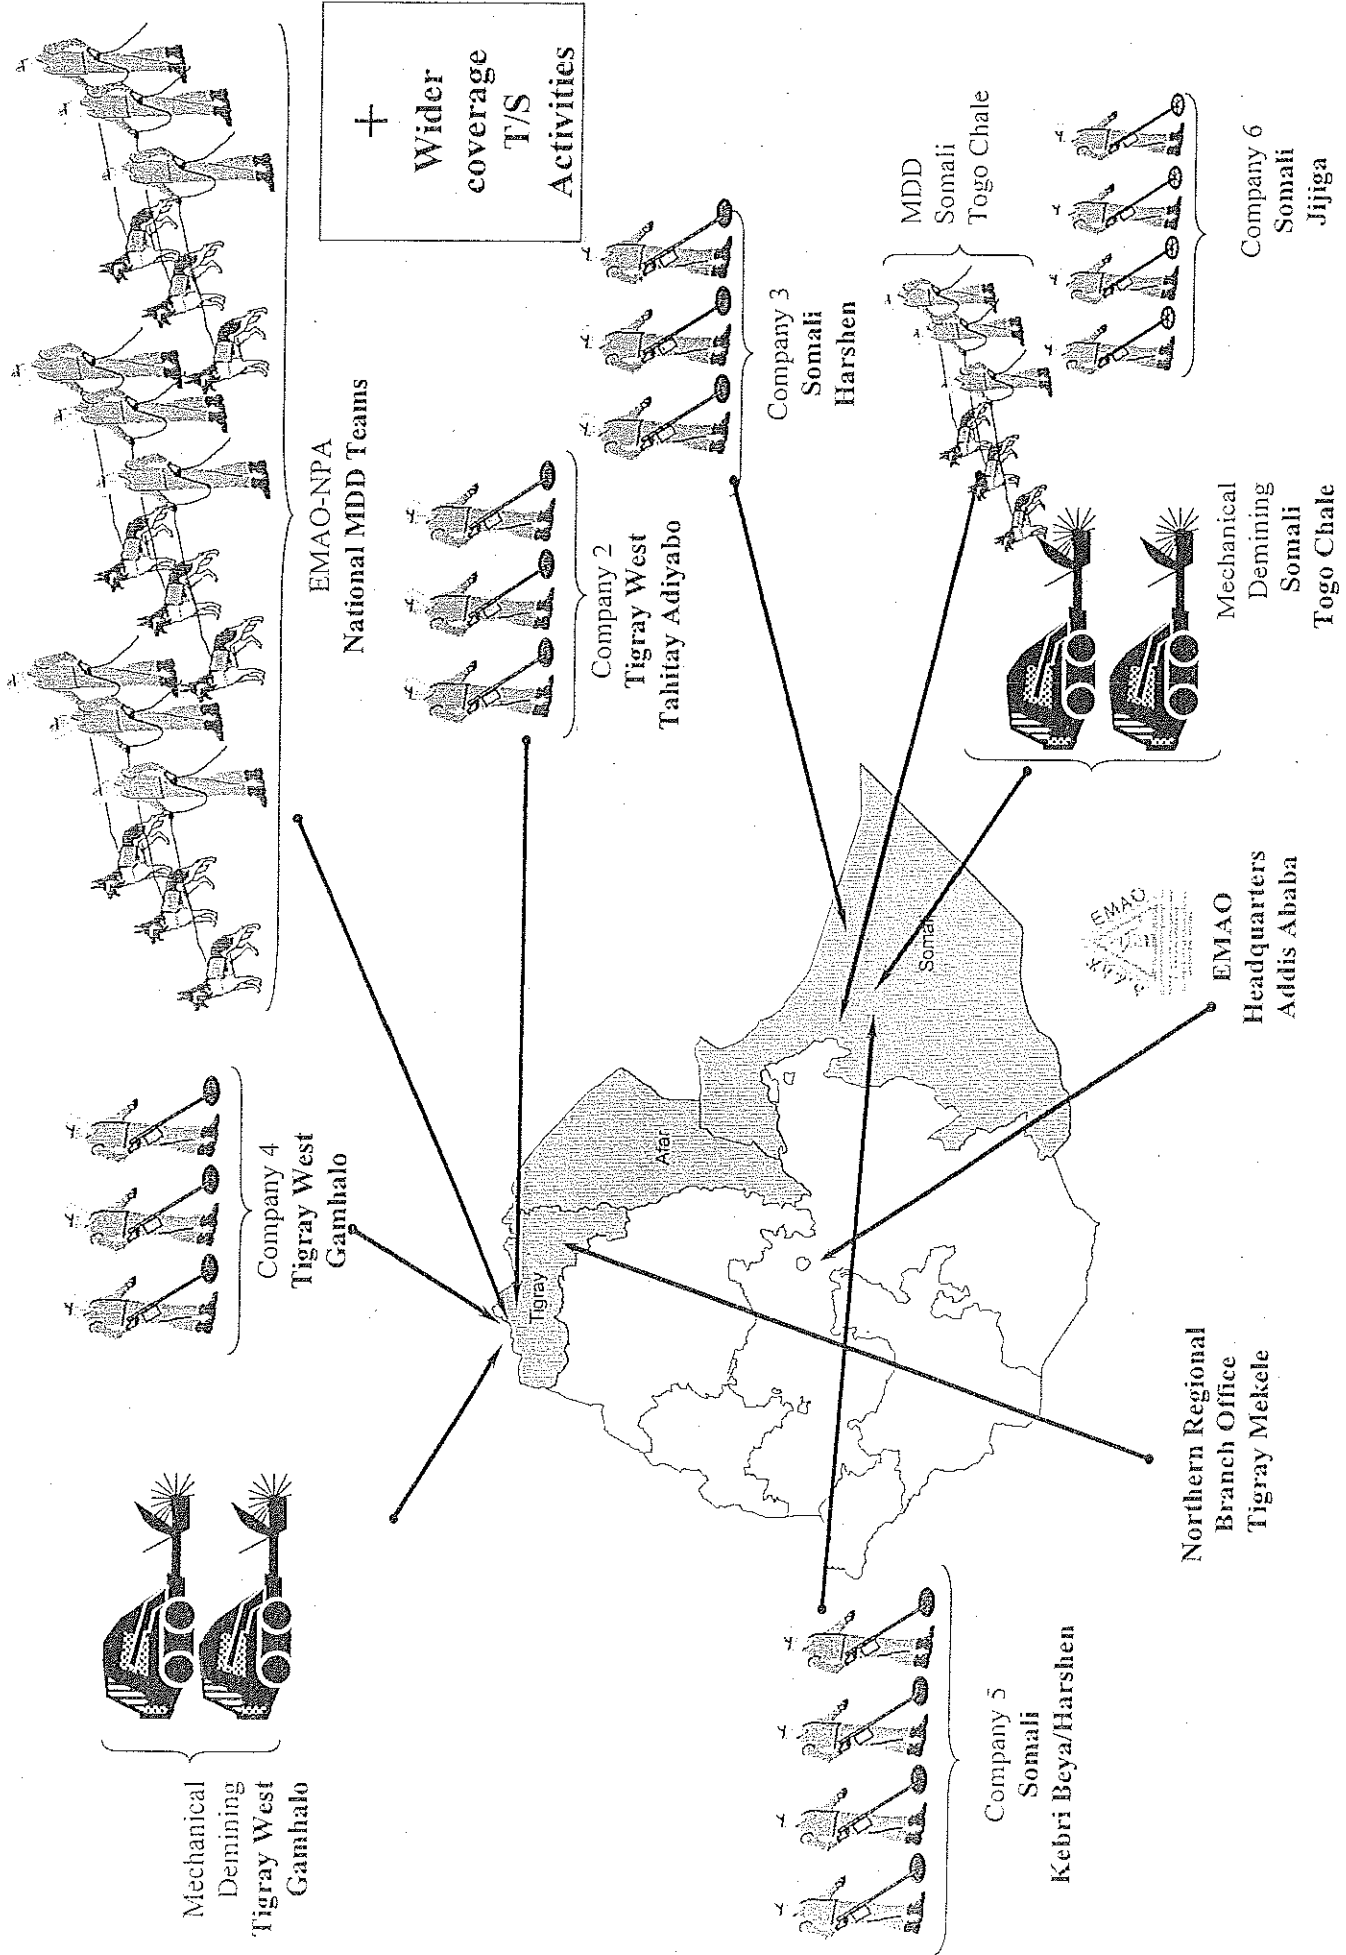 Mechanical
Demining
Tigray West
Gamhalo
Company 4
Tigray West
Gamhalo
EMAO-NPA
National MDD Teams
+
Wider
coverage
T/S
Activities
Company 2
Tigray West
Tahitay Adiyabo
Company 3
Somali
Harshen
MDD
Somali
Togo Chale
Company 6
Somali
Jijiga
Mechanical
Demining
Somali
Togo Chale
Tigray
Afar
Somali
EMAO
EMAO
Headquarters
Addis Ababa
Northern Regional
Branch Office
Tigray Mekele
Company 5
Somali
Kebri Beya/Harshen